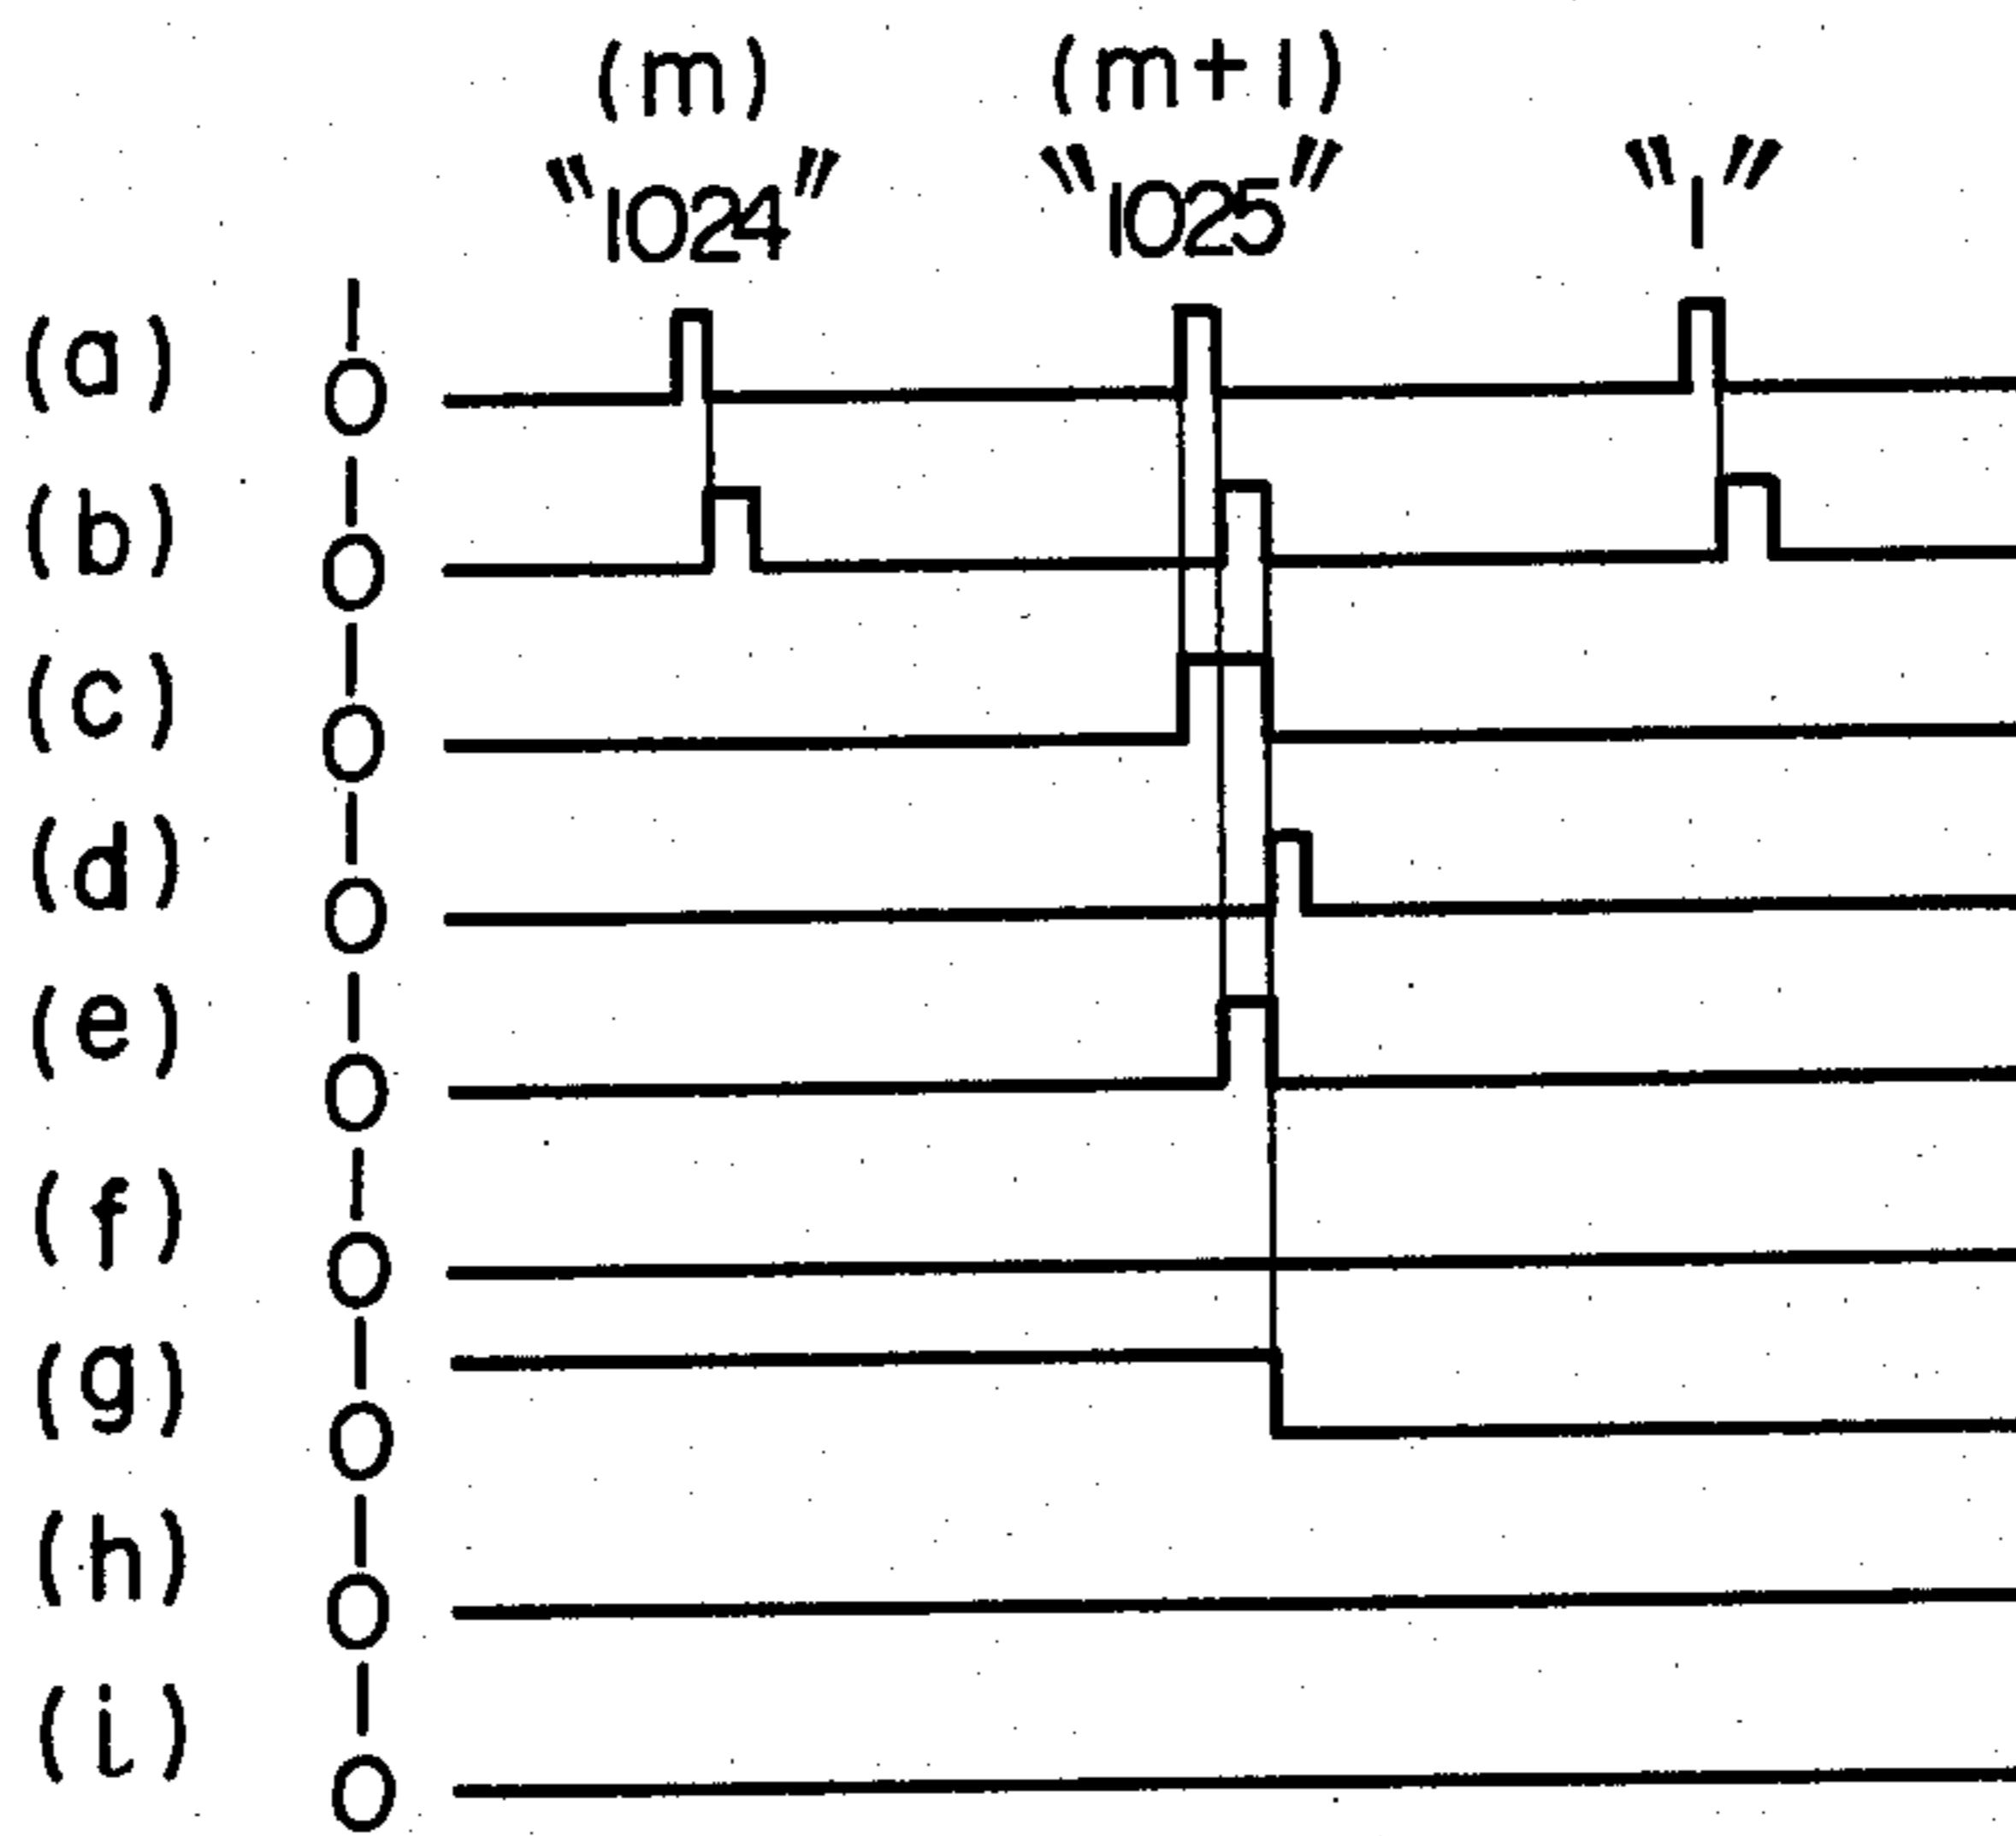 (m) (m+1)
"1024" "1025" "1"
(a) 1
0
(b) 1
0
(c) 1
0
(d) 1
0
(e) 1
0
(f) 1
0
(g) 1
0
(h) 1
0
(i) 1
0